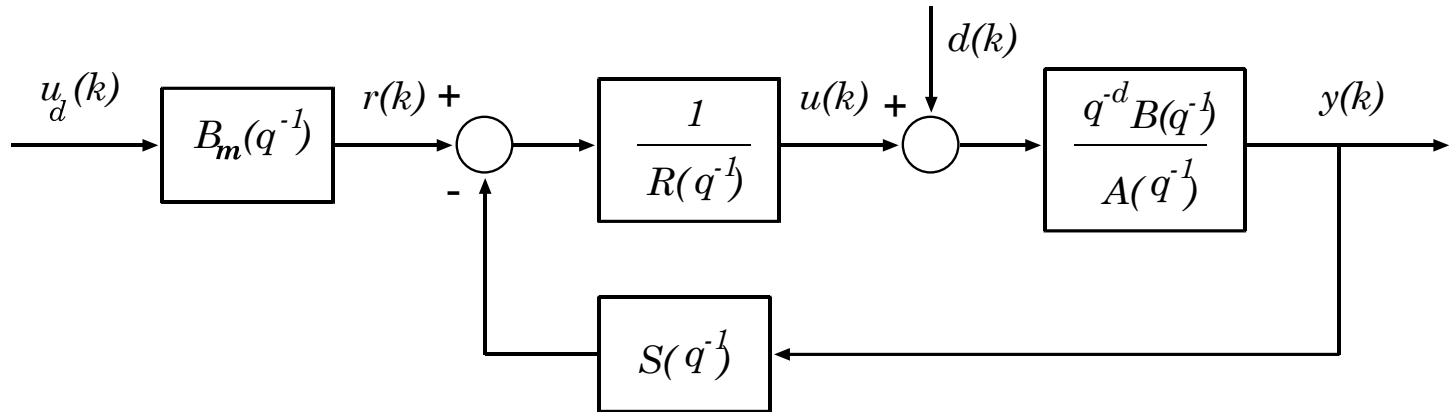 u_d(k)
B_m(q^{-1})
r(k)
+
-
1
R(q^{-1})
u(k)
+
d(k)
q^{-d} B(q^{-1})
A(q^{-1})
y(k)
S(q^{-1})